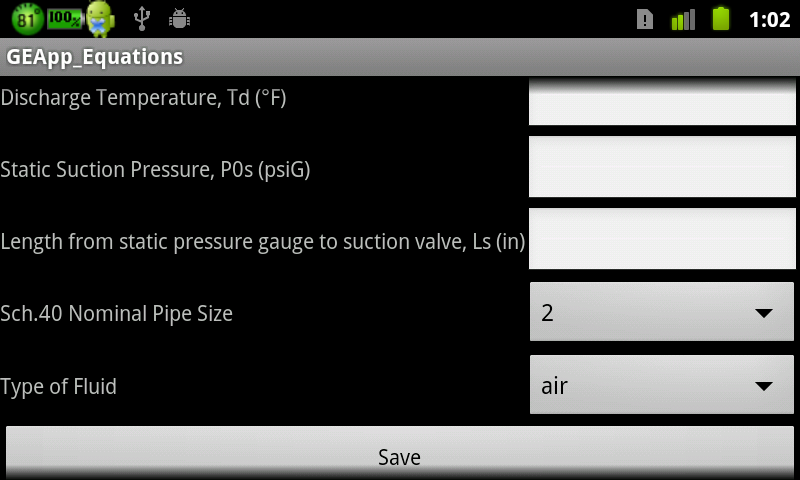 81 100% 1:02
GEApp_Equations
Discharge Temperature, Td (°F)
Static Suction Pressure, P0s (psiG)
Length from static pressure gauge to suction valve, Ls (in)
Sch.40 Nominal Pipe Size 2
Type of Fluid air
Save